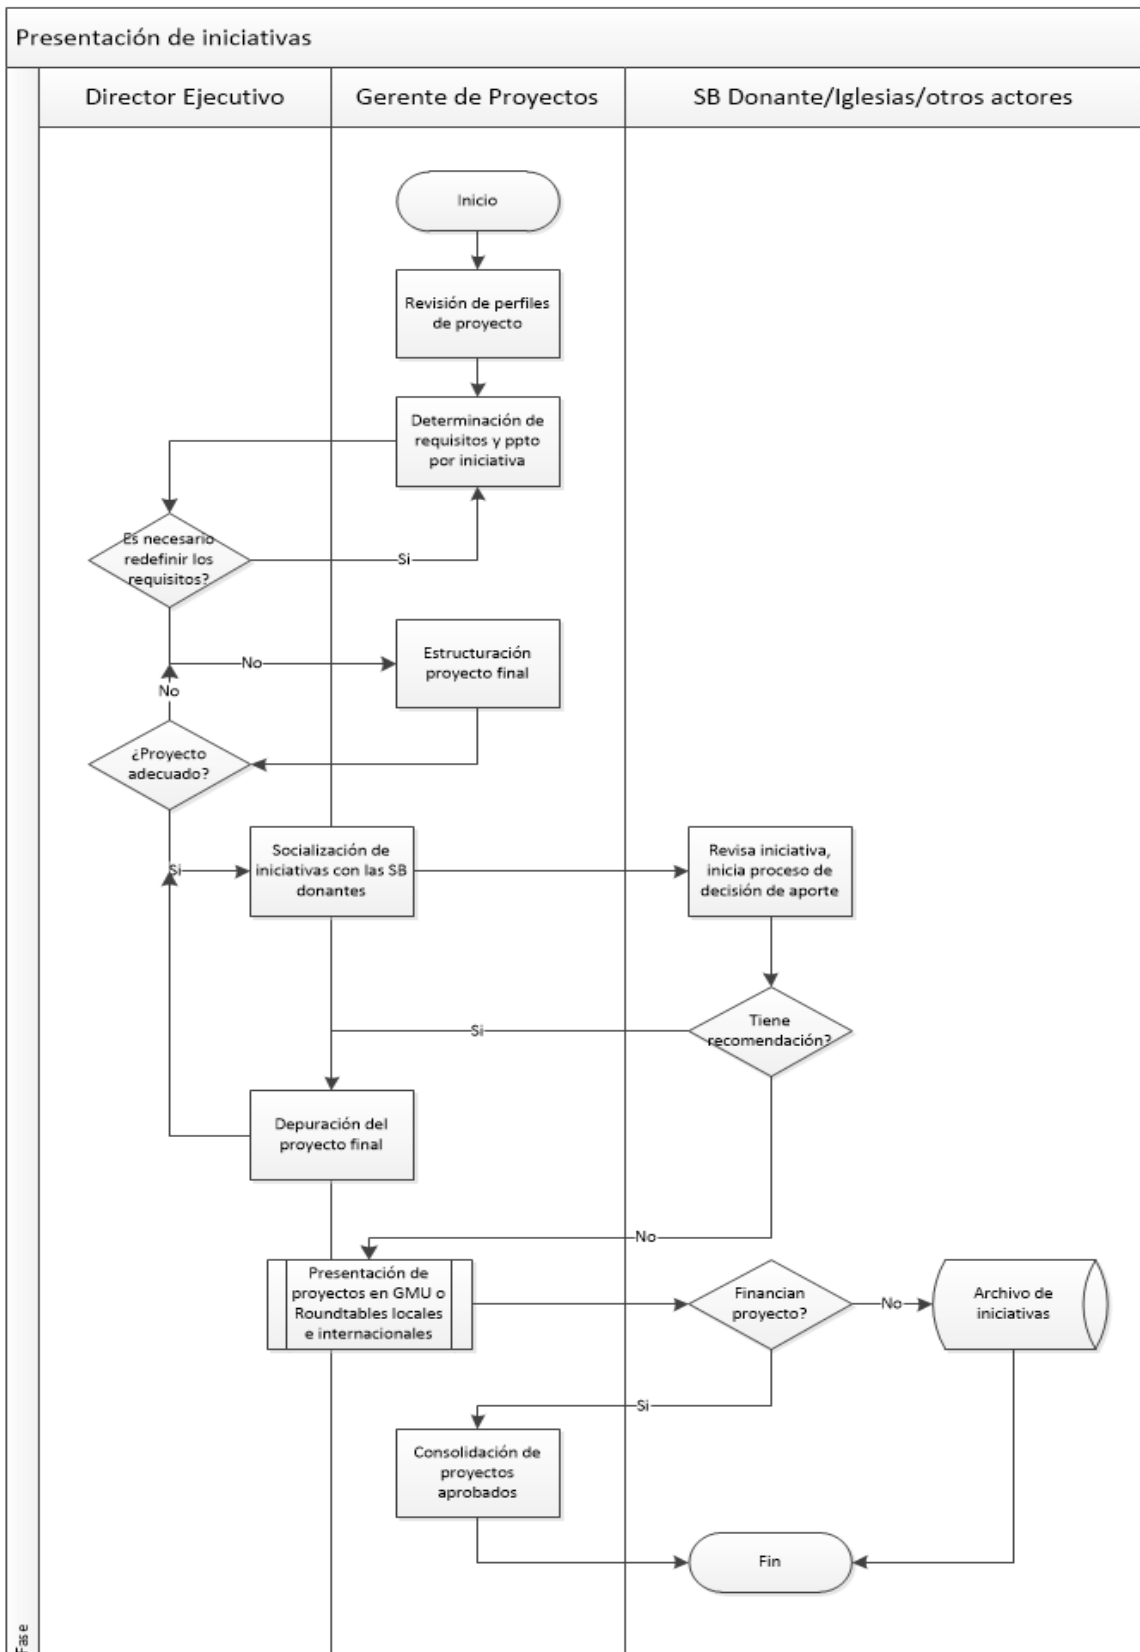 Presentación de iniciativas
Director Ejecutivo
Gerente de Proyectos
SB Donante/Iglesias/otros actores
Inicio
Revisión de perfiles
de proyecto
Determinación de
requisitos y ppto
por iniciativa
Es necesario
redefinir los
requisitos?
Si
No
Estructuración
proyecto final
No
¿Proyecto
adecuado?
Si
Socialización de
iniciativas con las SB
donantes
Revisa iniciativa,
inicia proceso de
decisión de aporte
Si
Tiene
recomendación?
Depuración del
proyecto final
No
Presentación de
proyectos en GMU o
Roundtables locales
e internacionales
Financian
proyecto?
No
Archivo de
iniciativas
Si
Consolidación de
proyectos
aprobados
Fin
Fase